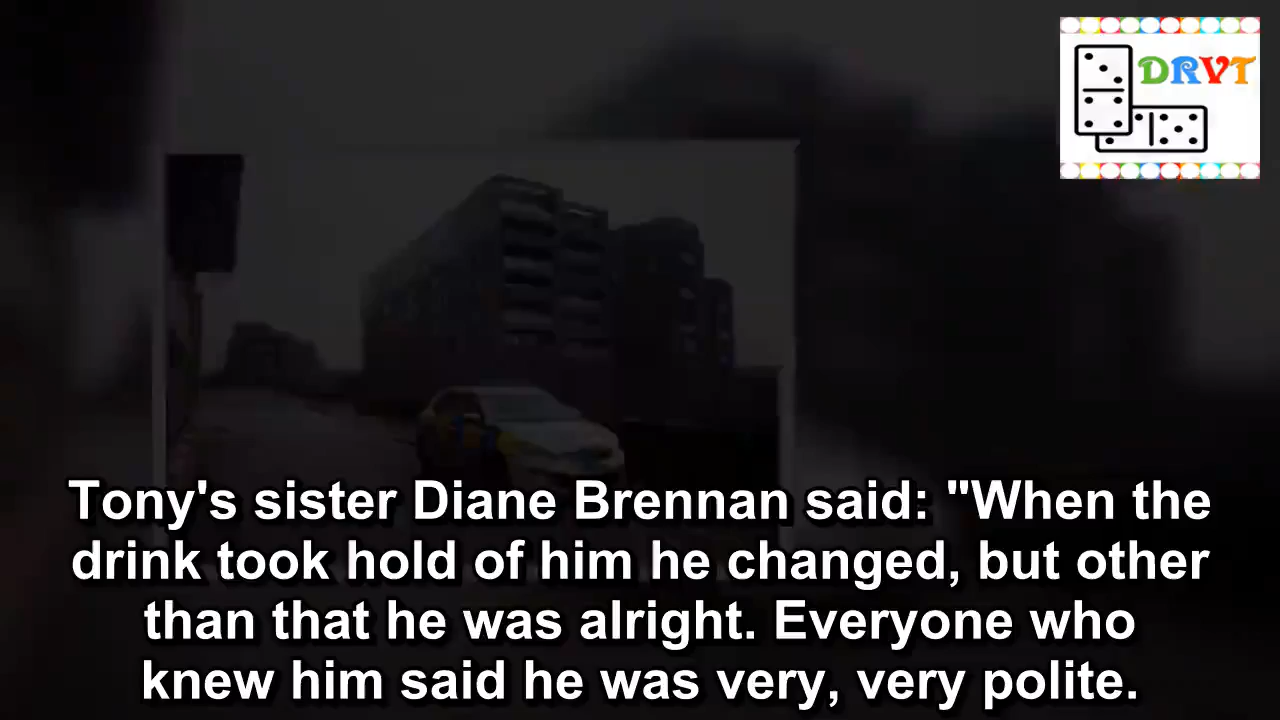 DRVT
Tony's sister Diane Brennan said: "When the
drink took hold of him he changed, but other
than that he was alright. Everyone who
knew him said he was very, very polite.